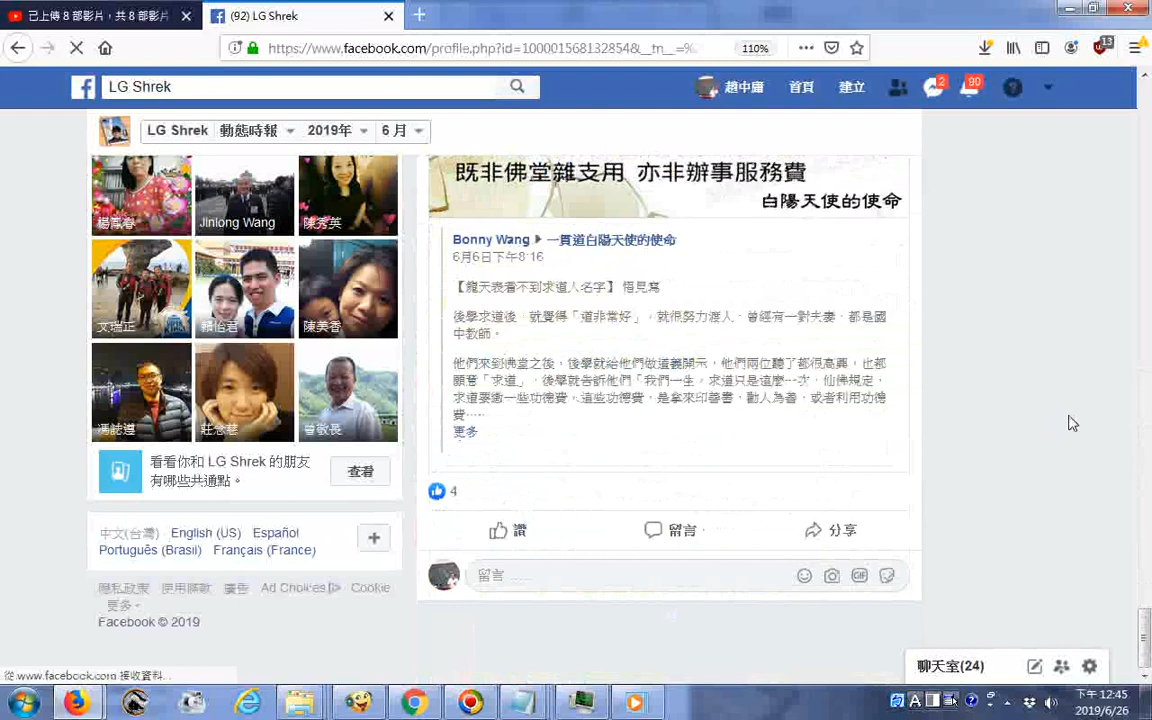 已上傳 8 部影片，共 8 部影片
(92) LG Shrek
https://www.facebook.com/profile.php?id=100001568132854&__tn__=%
110%
13
LG Shrek
趙中庸
首頁
建立
2
90
LG Shrek
動態時報
2019年
6 月
楊鳳春
Jinlong Wang
陳秀英
文瑞正
賴怡君
陳美香
馮誌遵
莊念慈
曾敬長
看看你和 LG Shrek 的朋友
有哪些共通點。
查看
中文(台灣)
English (US)
Español
Português (Brasil)
Français (France)
隱私政策
使用條款
廣告
Ad Choices
Cookie
更多
Facebook © 2019
既非佛堂雜支用 亦非辦事服務費
白陽天使的使命
Bonny Wang
一貫道白陽天使的使命
6月6日下午8:16
【龍天表看不到求道人名字】 悟見寫
後學求道後，就覺得「道非常好」，就很努力渡人，曾經有一對夫妻，都是國
中教師。
他們來到佛堂之後，後學就給他們做道義開示，他們兩位聽了都很高興，也都
願意「求道」，後學就告訴他們「我們一生，求道只是這麼一次，仙佛規定，
求道要繳一些功德費，這些功德費，是拿來印善書，勸人為善，或者利用功德
費……
更多
4
讚
留言
分享
留言……
聊天室(24)
從 www.facebook.com 接收資料…
A
下午 12:45
2019/6/26